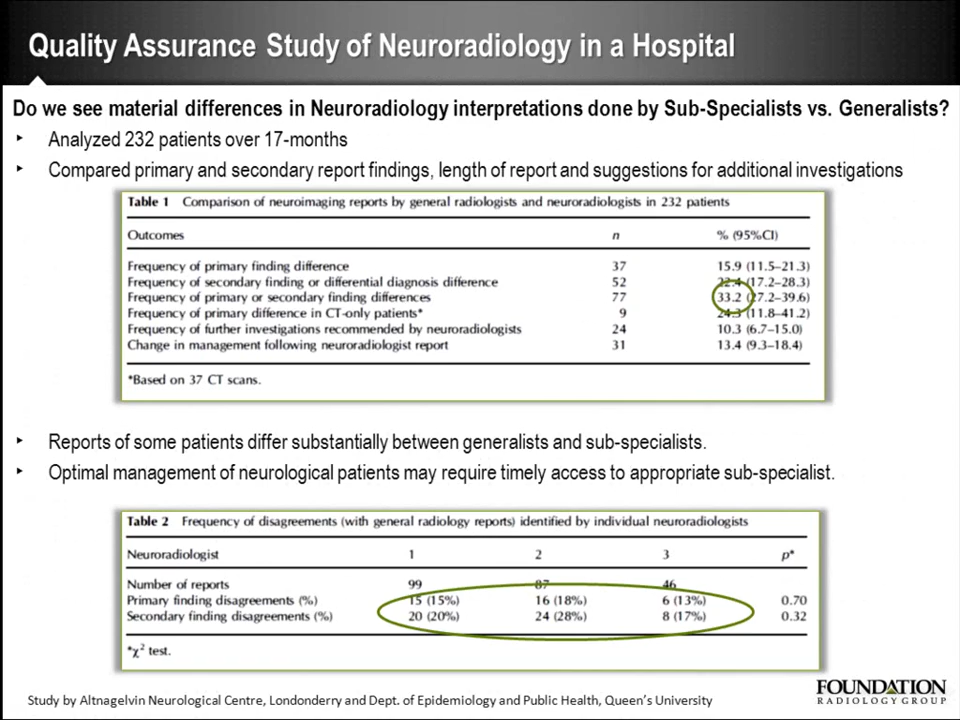 Quality Assurance Study of Neuroradiology in a Hospital
Do we see material differences in Neuroradiology interpretations done by Sub-Specialists vs. Generalists?
‣ Analyzed 232 patients over 17-months
‣ Compared primary and secondary report findings, length of report and suggestions for additional investigations
Table 1 Comparison of neuroimaging reports by general radiologists and neuroradiologists in 232 patients
Outcomes n % (95%CI)
Frequency of primary finding difference 37 15.9 (11.5–21.3)
Frequency of secondary finding or differential diagnosis difference 52 22.4 (17.2–28.3)
Frequency of primary or secondary finding differences 77 33.2 (27.2–39.6)
Frequency of primary difference in CT-only patients* 9 24.3 (11.8–41.2)
Frequency of further investigations recommended by neuroradiologists 24 10.3 (6.7–15.0)
Change in management following neuroradiologist report 31 13.4 (9.3–18.4)
*Based on 37 CT scans.
‣ Reports of some patients differ substantially between generalists and sub-specialists.
‣ Optimal management of neurological patients may require timely access to appropriate sub-specialist.
Table 2 Frequency of disagreements (with general radiology reports) identified by individual neuroradiologists
Neuroradiologist 1 2 3 p*
Number of reports 99 87 46
Primary finding disagreements (%) 15 (15%) 16 (18%) 6 (13%) 0.70
Secondary finding disagreements (%) 20 (20%) 24 (28%) 8 (17%) 0.32
*χ² test.
Study by Altnagelvin Neurological Centre, Londonderry and Dept. of Epidemiology and Public Health, Queen's University
FOUNDATION
RADIOLOGY GROUP